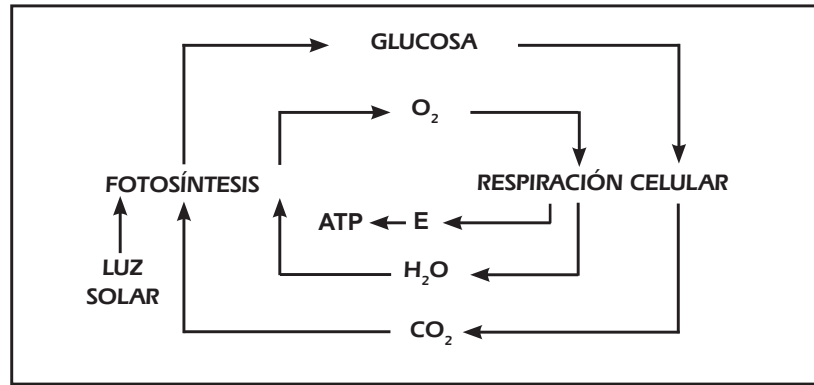 GLUCOSA
O₂
FOTOSÍNTESIS
RESPIRACIÓN CELULAR
ATP
E
LUZ
SOLAR
H₂O
CO₂